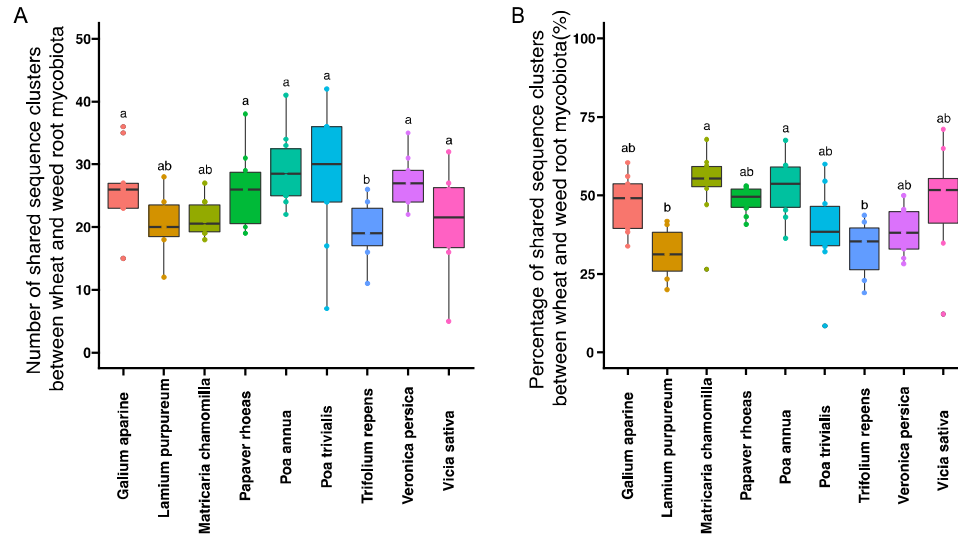 A
Number of shared sequence clusters
between wheat and weed root mycobiota
50
40
30
20
10
0
a
ab
ab
a
a
a
b
a
a
Galium aparine
Lamium purpureum
Matricaria chamomilla
Papaver rhoeas
Poa annua
Poa trivialis
Trifolium repens
Veronica persica
Vicia sativa
B
Percentage of shared sequence clusters
between wheat and weed root mycobiota(%)
100
75
50
25
0
ab
b
a
ab
a
ab
b
ab
ab
Galium aparine
Lamium purpureum
Matricaria chamomilla
Papaver rhoeas
Poa annua
Poa trivialis
Trifolium repens
Veronica persica
Vicia sativa